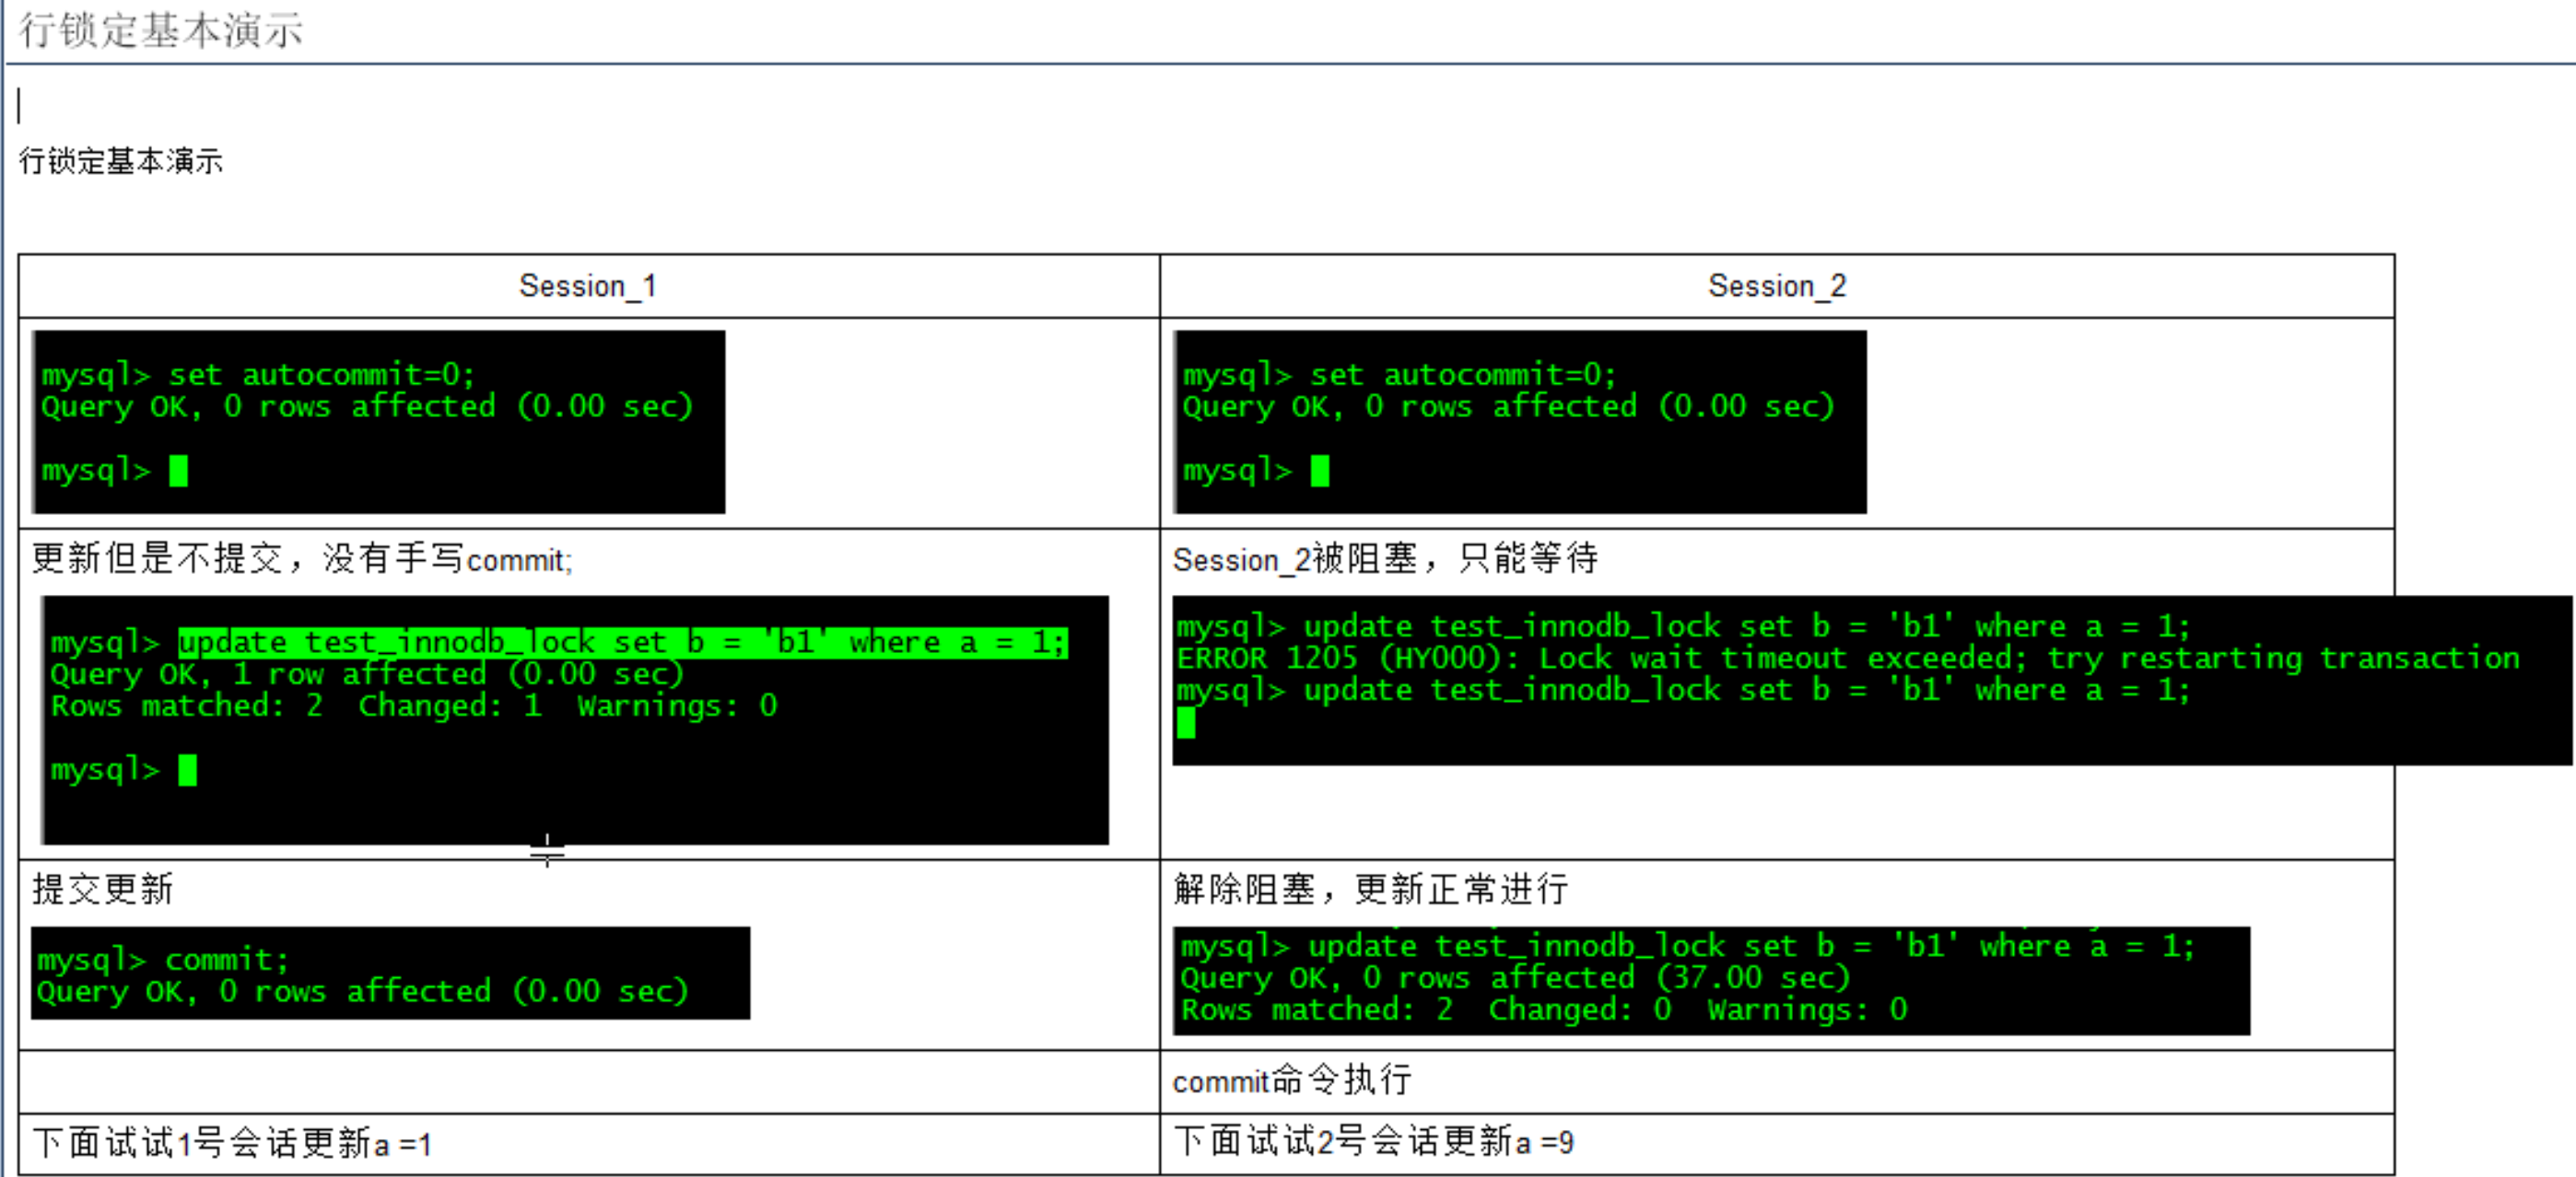 行锁定基本演示
行锁定基本演示
Session_1
Session_2
mysql> set autocommit=0;
Query OK, 0 rows affected (0.00 sec)
mysql>
mysql> set autocommit=0;
Query OK, 0 rows affected (0.00 sec)
mysql>
更新但是不提交，没有手写commit;
mysql> update test_innodb_lock set b = 'b1' where a = 1;
Query OK, 1 row affected (0.00 sec)
Rows matched: 2  Changed: 1  Warnings: 0
mysql>
Session_2被阻塞，只能等待
mysql> update test_innodb_lock set b = 'b1' where a = 1;
ERROR 1205 (HY000): Lock wait timeout exceeded; try restarting transaction
mysql> update test_innodb_lock set b = 'b1' where a = 1;
提交更新
mysql> commit;
Query OK, 0 rows affected (0.00 sec)
解除阻塞，更新正常进行
mysql> update test_innodb_lock set b = 'b1' where a = 1;
Query OK, 0 rows affected (37.00 sec)
Rows matched: 2  Changed: 0  Warnings: 0
commit命令执行
下面试试1号会话更新a =1
下面试试2号会话更新a =9